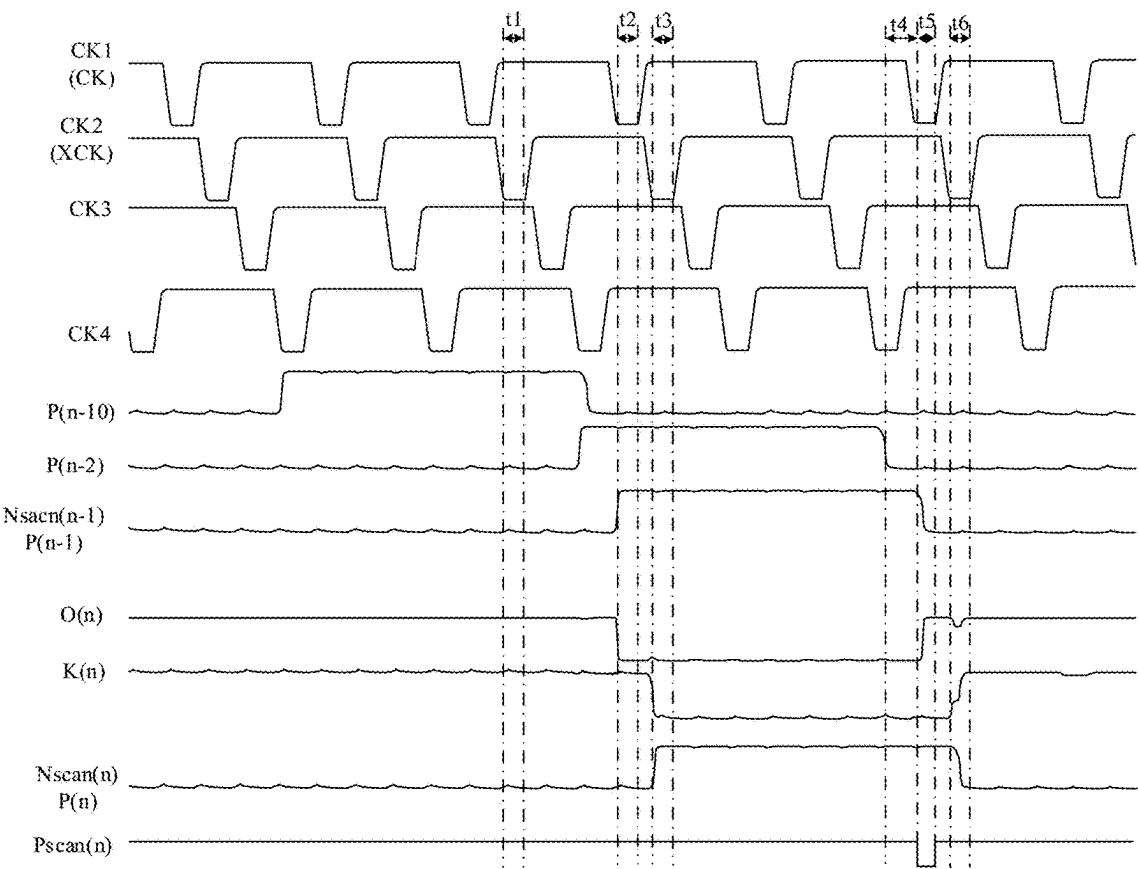 t1 t2 t3 t4 t5 t6
CK1
(CK)
CK2
(XCK)
CK3
CK4
P(n-10)
P(n-2)
Nsacn(n-1)
P(n-1)
O(n)
K(n)
Nscan(n)
P(n)
Pscan(n)